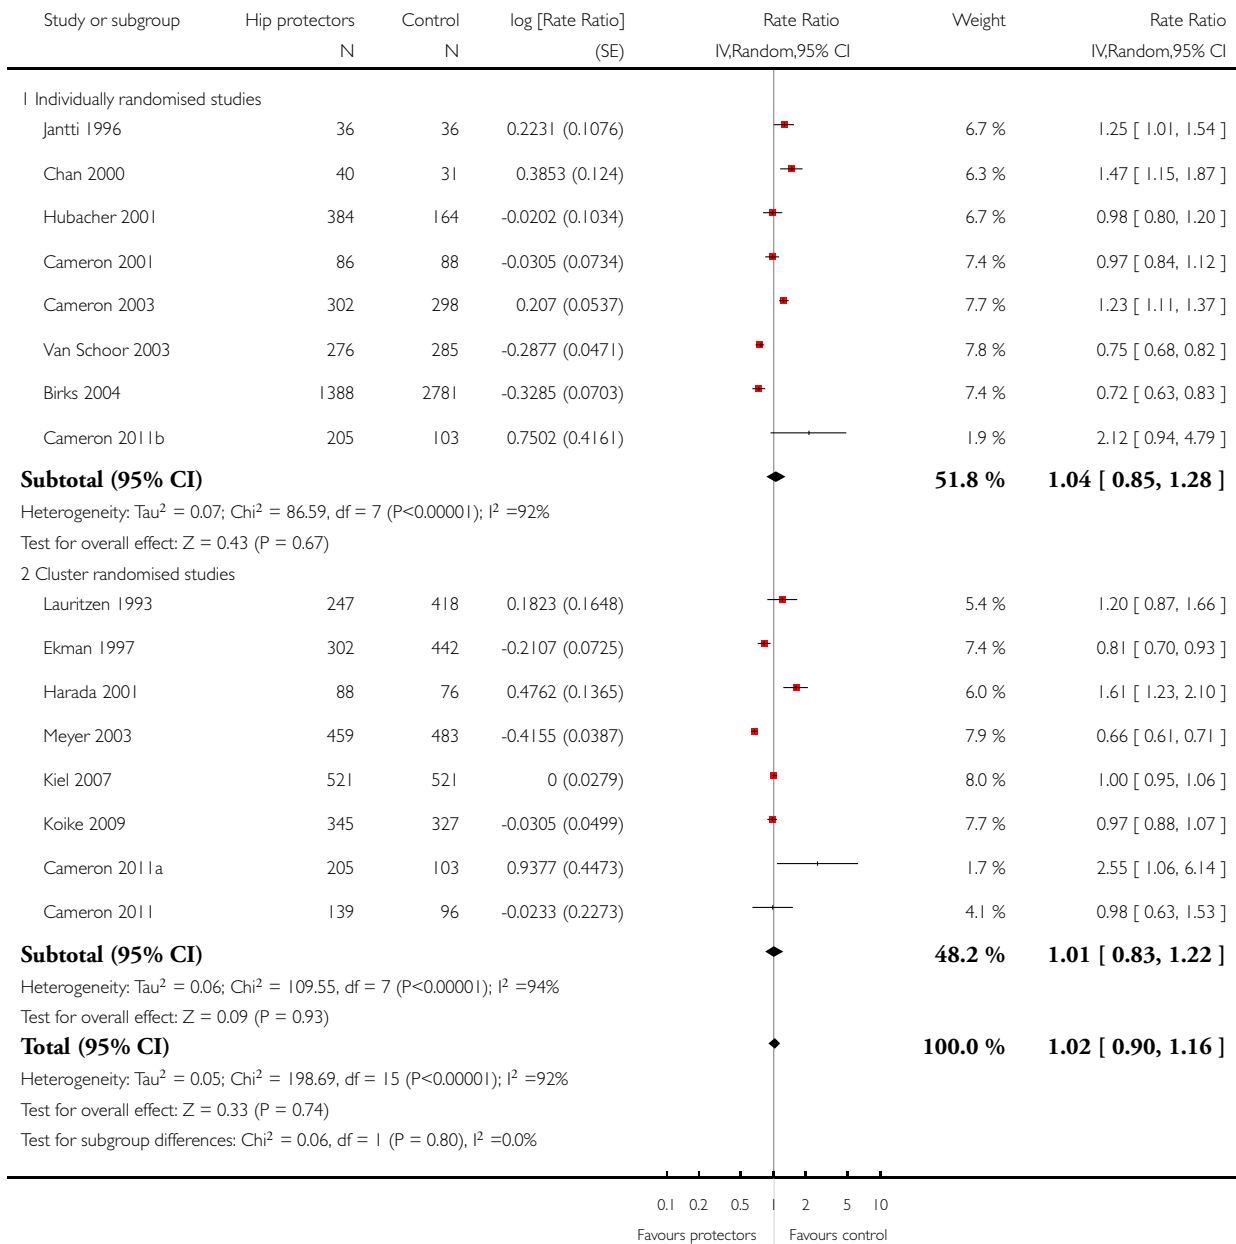 Study or subgroup Hip protectors Control log [Rate Ratio] Rate Ratio Weight Rate Ratio
N N (SE) IV,Random,95% CI IV,Random,95% CI
1 Individually randomised studies
Jantti 1996 36 36 0.2231 (0.1076) 6.7 % 1.25 [ 1.01, 1.54 ]
Chan 2000 40 31 0.3853 (0.124) 6.3 % 1.47 [ 1.15, 1.87 ]
Hubacher 2001 384 164 -0.0202 (0.1034) 6.7 % 0.98 [ 0.80, 1.20 ]
Cameron 2001 86 88 -0.0305 (0.0734) 7.4 % 0.97 [ 0.84, 1.12 ]
Cameron 2003 302 298 0.207 (0.0537) 7.7 % 1.23 [ 1.11, 1.37 ]
Van Schoor 2003 276 285 -0.2877 (0.0471) 7.8 % 0.75 [ 0.68, 0.82 ]
Birks 2004 1388 2781 -0.3285 (0.0703) 7.4 % 0.72 [ 0.63, 0.83 ]
Cameron 2011b 205 103 0.7502 (0.4161) 1.9 % 2.12 [ 0.94, 4.79 ]
Subtotal (95% CI) 51.8 % 1.04 [ 0.85, 1.28 ]
Heterogeneity: Tau² = 0.07; Chi² = 86.59, df = 7 (P<0.00001); I² =92%
Test for overall effect: Z = 0.43 (P = 0.67)
2 Cluster randomised studies
Lauritzen 1993 247 418 0.1823 (0.1648) 5.4 % 1.20 [ 0.87, 1.66 ]
Ekman 1997 302 442 -0.2107 (0.0725) 7.4 % 0.81 [ 0.70, 0.93 ]
Harada 2001 88 76 0.4762 (0.1365) 6.0 % 1.61 [ 1.23, 2.10 ]
Meyer 2003 459 483 -0.4155 (0.0387) 7.9 % 0.66 [ 0.61, 0.71 ]
Kiel 2007 521 521 0 (0.0279) 8.0 % 1.00 [ 0.95, 1.06 ]
Koike 2009 345 327 -0.0305 (0.0499) 7.7 % 0.97 [ 0.88, 1.07 ]
Cameron 2011a 205 103 0.9377 (0.4473) 1.7 % 2.55 [ 1.06, 6.14 ]
Cameron 2011 139 96 -0.0233 (0.2273) 4.1 % 0.98 [ 0.63, 1.53 ]
Subtotal (95% CI) 48.2 % 1.01 [ 0.83, 1.22 ]
Heterogeneity: Tau² = 0.06; Chi² = 109.55, df = 7 (P<0.00001); I² =94%
Test for overall effect: Z = 0.09 (P = 0.93)
Total (95% CI) 100.0 % 1.02 [ 0.90, 1.16 ]
Heterogeneity: Tau² = 0.05; Chi² = 198.69, df = 15 (P<0.00001); I² =92%
Test for overall effect: Z = 0.33 (P = 0.74)
Test for subgroup differences: Chi² = 0.06, df = 1 (P = 0.80), I² =0.0%
0.1 0.2 0.5 1 2 5 10
Favours protectors Favours control